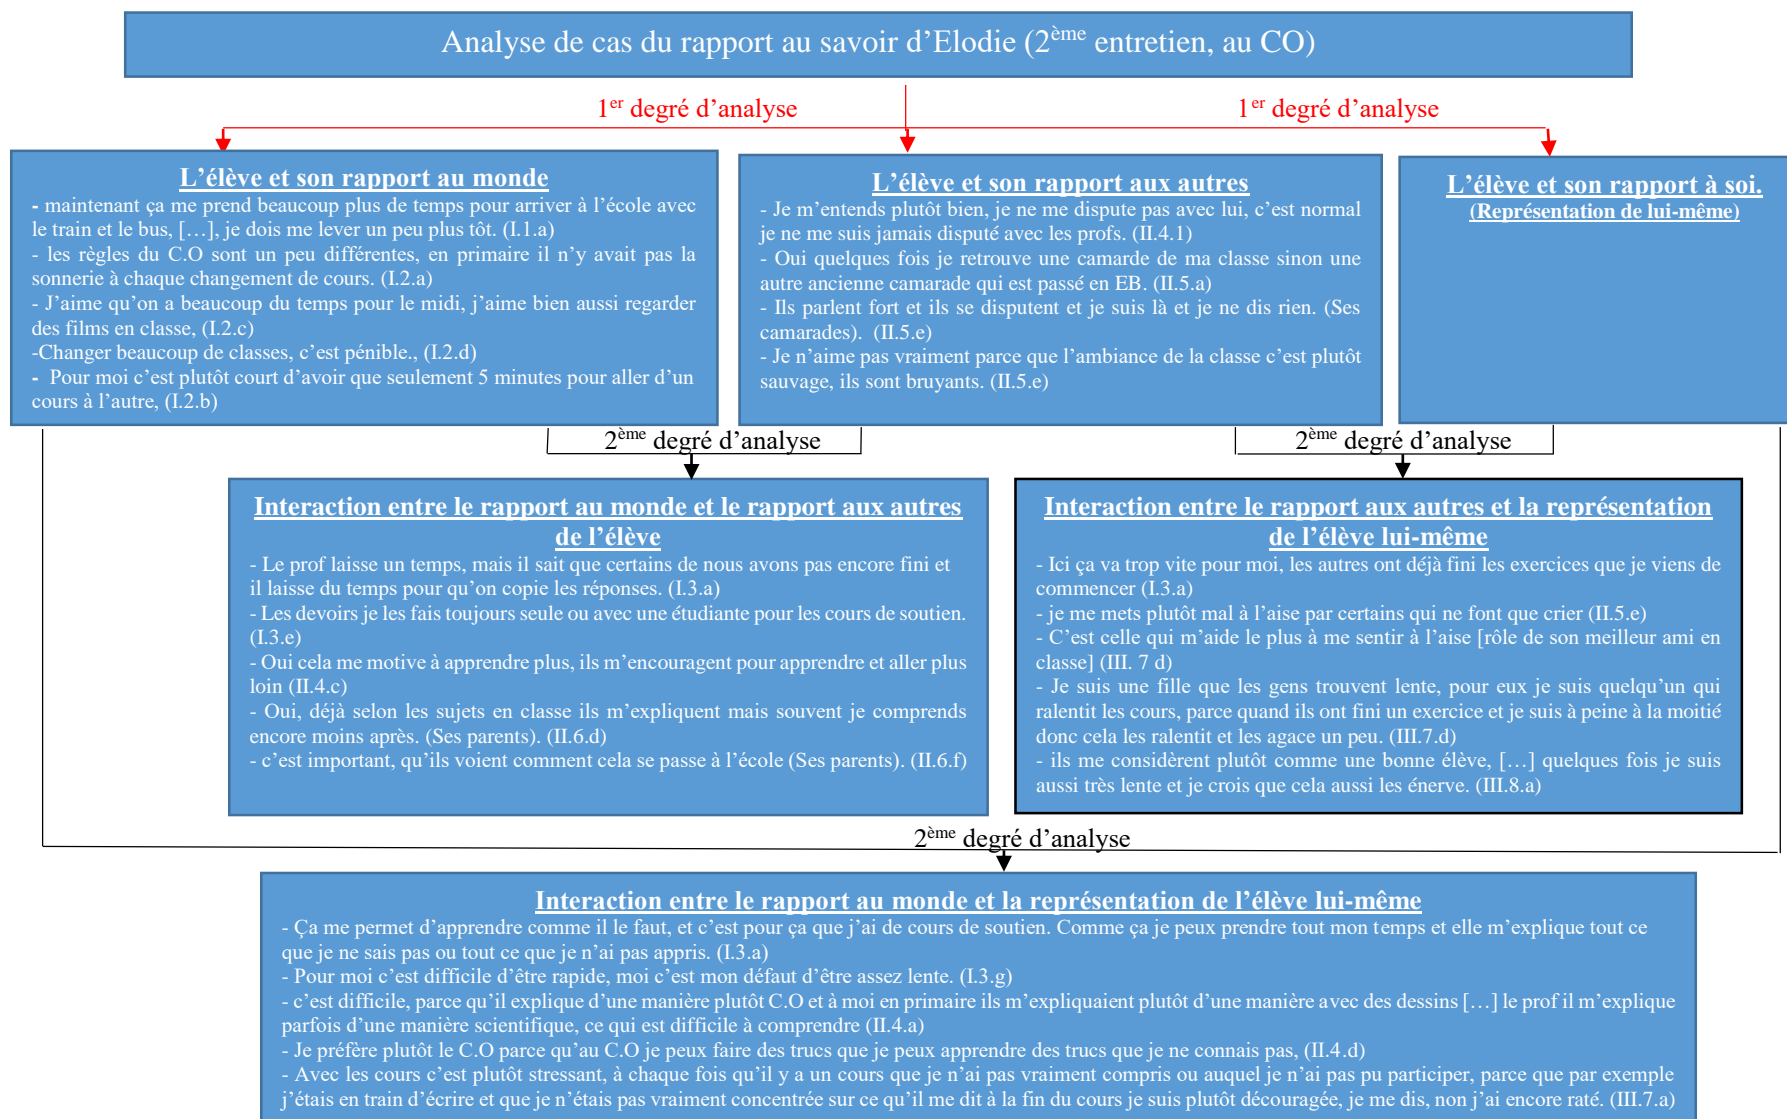 Analyse de cas du rapport au savoir d’Elodie (2ème entretien, au CO)
1er degré d’analyse
1er degré d’analyse
L’élève et son rapport au monde
- maintenant ça me prend beaucoup plus de temps pour arriver à l’école avec
le train et le bus, […], je dois me lever un peu plus tôt. (I.1.a)
- les règles du C.O sont un peu différentes, en primaire il n’y avait pas la
sonnerie à chaque changement de cours. (I.2.a)
- J’aime qu’on a beaucoup du temps pour le midi, j’aime bien aussi regarder
des films en classe, (I.2.c)
-Changer beaucoup de classes, c’est pénible., (I.2.d)
- Pour moi c’est plutôt court d’avoir que seulement 5 minutes pour aller d’un
cours à l’autre, (I.2.b)
L’élève et son rapport aux autres
- Je m’entends plutôt bien, je ne me dispute pas avec lui, c’est normal
je ne me suis jamais disputé avec les profs. (II.4.1)
- Oui quelques fois je retrouve une camarde de ma classe sinon une
autre ancienne camarade qui est passé en EB. (II.5.a)
- Ils parlent fort et ils se disputent et je suis là et je ne dis rien. (Ses
camarades). (II.5.e)
- Je n’aime pas vraiment parce que l’ambiance de la classe c’est plutôt
sauvage, ils sont bruyants. (II.5.e)
L’élève et son rapport à soi.
(Représentation de lui-même)
2ème degré d’analyse
2ème degré d’analyse
Interaction entre le rapport au monde et le rapport aux autres
de l’élève
- Le prof laisse un temps, mais il sait que certains de nous avons pas encore fini et
il laisse du temps pour qu’on copie les réponses. (I.3.a)
- Les devoirs je les fais toujours seule ou avec une étudiante pour les cours de soutien.
(I.3.e)
- Oui cela me motive à apprendre plus, ils m’encouragent pour apprendre et aller plus
loin (II.4.c)
- Oui, déjà selon les sujets en classe ils m’expliquent mais souvent je comprends
encore moins après. (Ses parents). (II.6.d)
- c’est important, qu’ils voient comment cela se passe à l’école (Ses parents). (II.6.f)
Interaction entre le rapport aux autres et la représentation
de l’élève lui-même
- Ici ça va trop vite pour moi, les autres ont déjà fini les exercices que je viens de
commencer (I.3.a)
- je me mets plutôt mal à l’aise par certains qui ne font que crier (II.5.e)
- C’est celle qui m’aide le plus à me sentir à l’aise [rôle de son meilleur ami en
classe] (III. 7 d)
- Je suis une fille que les gens trouvent lente, pour eux je suis quelqu’un qui
ralentit les cours, parce quand ils ont fini un exercice et je suis à peine à la moitié
donc cela les ralentit et les agace un peu. (III.7.d)
- ils me considèrent plutôt comme une bonne élève, […] quelques fois je suis
aussi très lente et je crois que cela aussi les énerve. (III.8.a)
2ème degré d’analyse
Interaction entre le rapport au monde et la représentation de l’élève lui-même
- Ça me permet d’apprendre comme il le faut, et c’est pour ça que j’ai de cours de soutien. Comme ça je peux prendre tout mon temps et elle m’explique tout ce
que je ne sais pas ou tout ce que je n’ai pas appris. (I.3.a)
- Pour moi c’est difficile d’être rapide, moi c’est mon défaut d’être assez lente. (I.3.g)
- c’est difficile, parce qu’il explique d’une manière plutôt C.O et à moi en primaire ils m’expliquaient plutôt d’une manière avec des dessins […] le prof il m’explique
parfois d’une manière scientifique, ce qui est difficile à comprendre (II.4.a)
- Je préfère plutôt le C.O parce qu’au C.O je peux faire des trucs que je peux apprendre des trucs que je ne connais pas, (II.4.d)
- Avec les cours c’est plutôt stressant, à chaque fois qu’il y a un cours que je n’ai pas vraiment compris ou auquel je n’ai pas pu participer, parce que par exemple
j’étais en train d’écrire et que je n’étais pas vraiment concentrée sur ce qu’il me dit à la fin du cours je suis plutôt découragée, je me dis, non j’ai encore raté. (III.7.a)